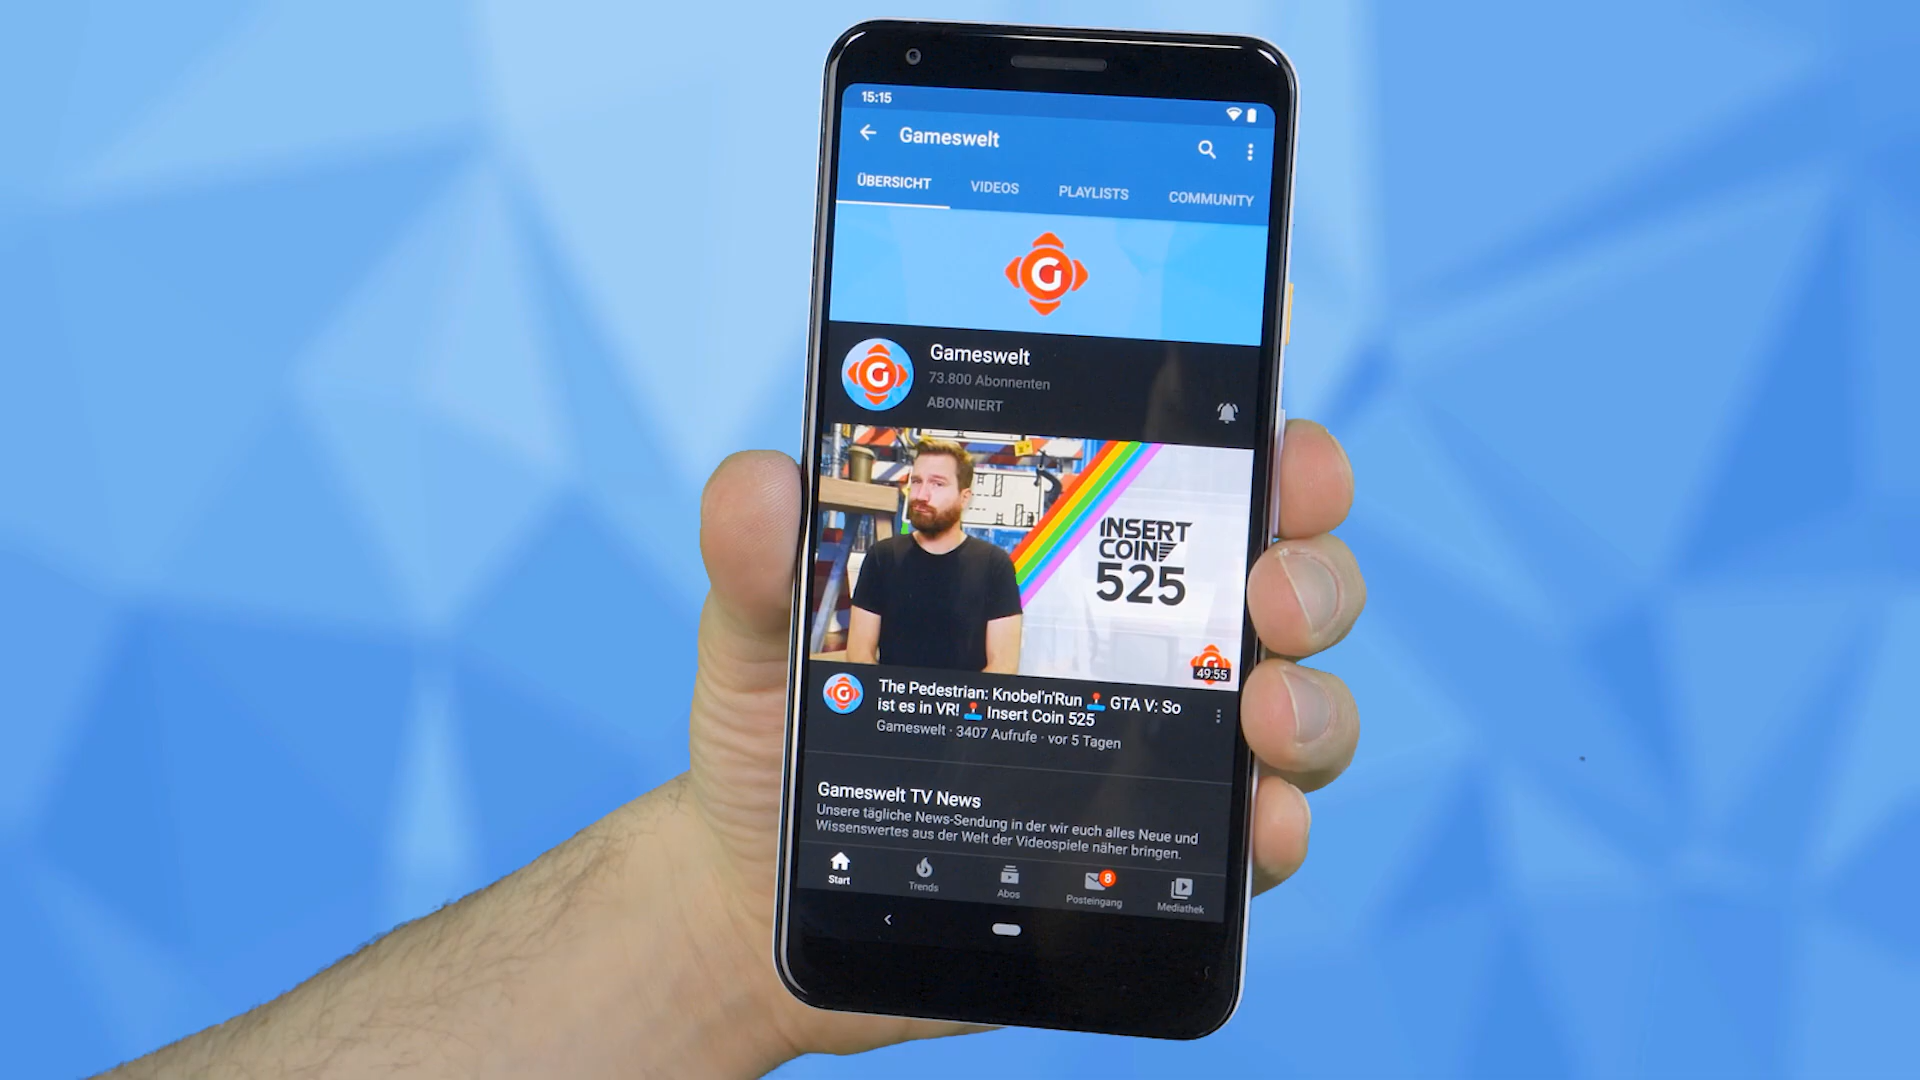 15:15
Gameswelt
ÜBERSICHT VIDEOS PLAYLISTS COMMUNITY
G
Gameswelt
73.800 Abonnenten
ABONNIERT
G
INSERT
COIN
525
49:55
G
The Pedestrian: Knobel'n'Run GTA V: So
ist es in VR! Insert Coin 525
Gameswelt · 3407 Aufrufe · vor 5 Tagen
Gameswelt TV News
Unsere tägliche News-Sendung in der wir euch alles Neue und
Wissenswertes aus der Welt der Videospiele näher bringen.
8
Start Trends Abos Posteingang Mediathek